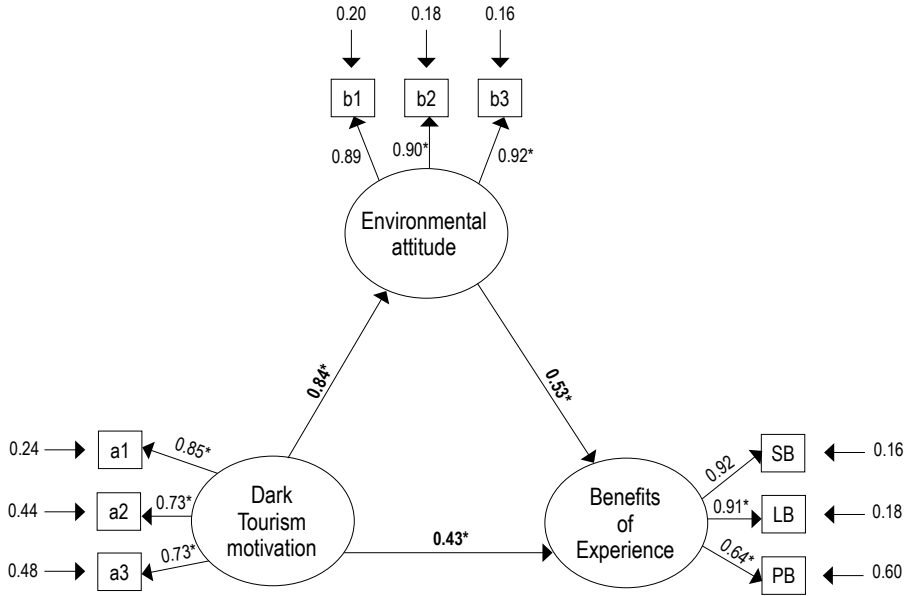 0.20 0.18 0.16
b1 b2 b3
0.89 0.90* 0.92*
Environmental
attitude
0.84* 0.53*
0.24 a1 0.85*
0.44 a2 0.73*
0.48 a3 0.73*
Dark
Tourism
motivation
0.43*
Benefits
of
Experience
0.92 SB 0.16
0.91* LB 0.18
0.64* PB 0.60